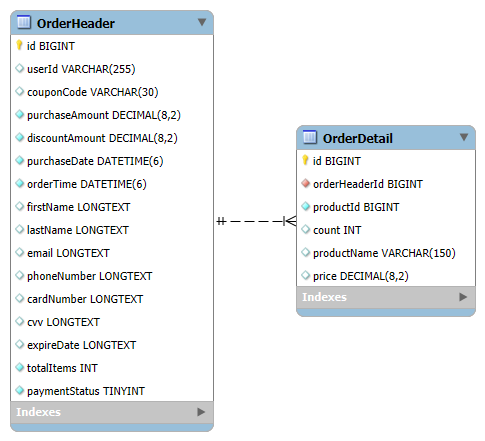 OrderHeader
id BIGINT
userId VARCHAR(255)
couponCode VARCHAR(30)
purchaseAmount DECIMAL(8,2)
discountAmount DECIMAL(8,2)
purchaseDate DATETIME(6)
orderTime DATETIME(6)
firstName LONGTEXT
lastName LONGTEXT
email LONGTEXT
phoneNumber LONGTEXT
cardNumber LONGTEXT
cvv LONGTEXT
expireDate LONGTEXT
totalItems INT
paymentStatus TINYINT
Indexes
OrderDetail
id BIGINT
orderHeaderId BIGINT
productId BIGINT
count INT
productName VARCHAR(150)
price DECIMAL(8,2)
Indexes